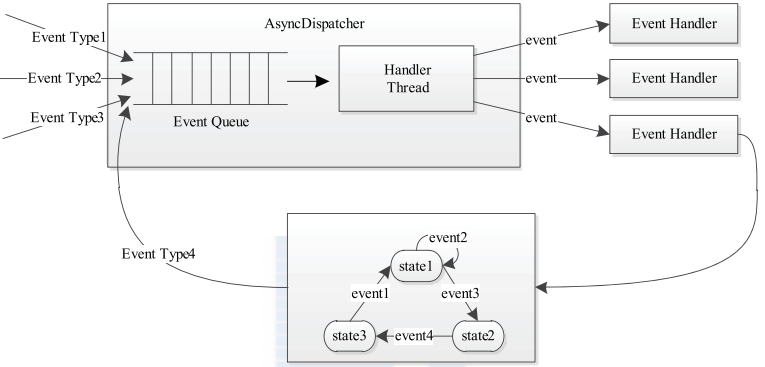 AsyncDispatcher
Event Type1
Event Type2
Event Type3
Event Queue
Handler
Thread
event
event
event
Event Handler
Event Handler
Event Handler
Event Type4
event2
state1
event1
event3
state3
event4
state2